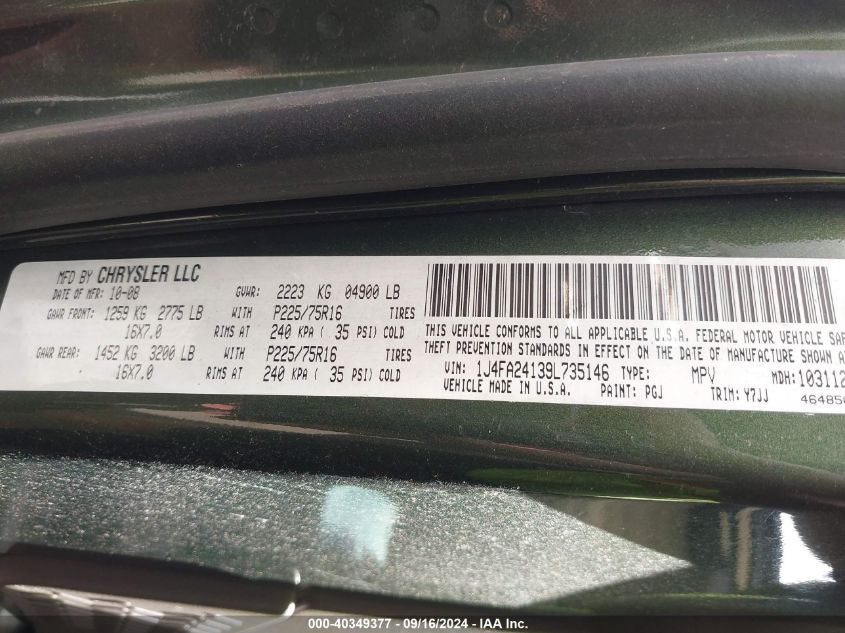 MFD BY CHRYSLER LLC
DATE OF MFR: 10-08 GVWR: 2223 KG 04900 LB
GAWR FRONT: 1259 KG 2775 LB WITH P225/75R16 TIRES
16X7.0 RIMS AT 240 KPA ( 35 PSI) COLD
GAWR REAR: 1452 KG 3200 LB WITH P225/75R16 TIRES
16X7.0 RIMS AT 240 KPA ( 35 PSI) COLD
THIS VEHICLE CONFORMS TO ALL APPLICABLE U.S.A. FEDERAL MOTOR VEHICLE SAF
THEFT PREVENTION STANDARDS IN EFFECT ON THE DATE OF MANUFACTURE SHOWN A
VIN: 1J4FA24139L735146 TYPE: MPV MDH: 103112
VEHICLE MADE IN U.S.A. PAINT: PGJ TRIM: Y7JJ 46485
000-40349377 - 09/16/2024 - IAA Inc.